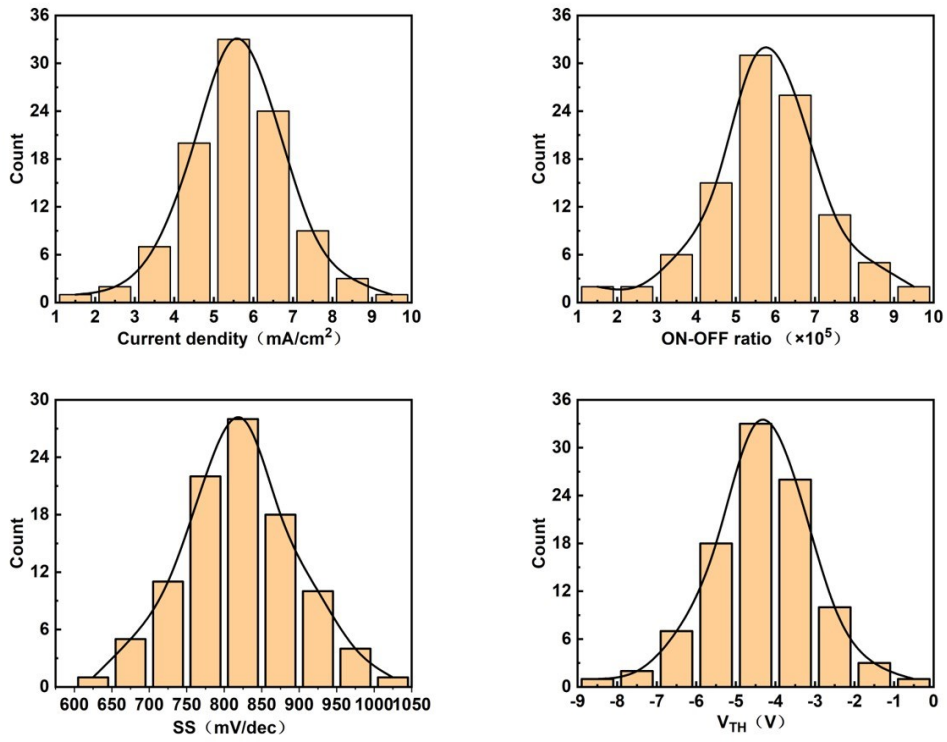 36
30
24
18
12
6
0
Count
1 2 3 4 5 6 7 8 9 10
Current dendity（mA/cm²）
36
30
24
18
12
6
0
Count
1 2 3 4 5 6 7 8 9 10
ON-OFF ratio （×10⁵）
30
24
18
12
6
0
Count
600 650 700 750 800 850 900 950 1000 1050
SS（mV/dec）
36
30
24
18
12
6
0
Count
-9 -8 -7 -6 -5 -4 -3 -2 -1 0
V_TH（V）